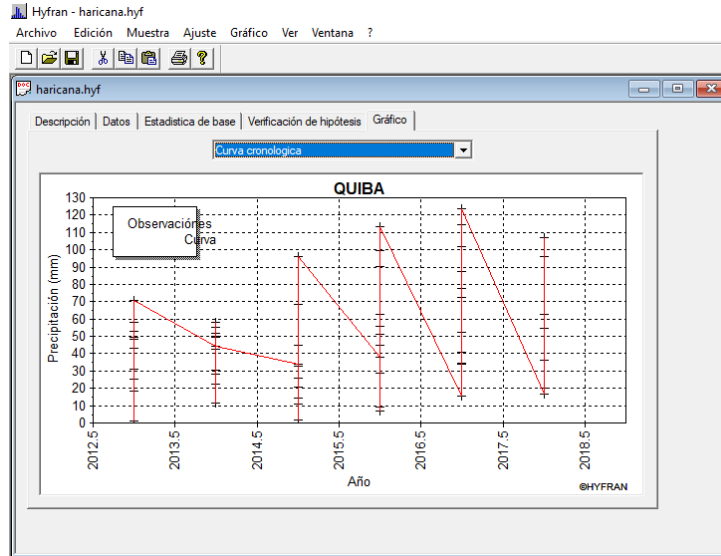 Hyfran - haricana.hyf
Archivo Edición Muestra Ajuste Gráfico Ver Ventana ?
haricana.hyf
Descripción Datos Estadistica de base Verificación de hipótesis Gráfico
Curva cronologica
QUIBA
Observaciónes
Curva
Precipitación (mm)
130
120
110
100
90
80
70
60
50
40
30
20
10
0
2012.5 2013.5 2014.5 2015.5 2016.5 2017.5 2018.5
Año
©HYFRAN